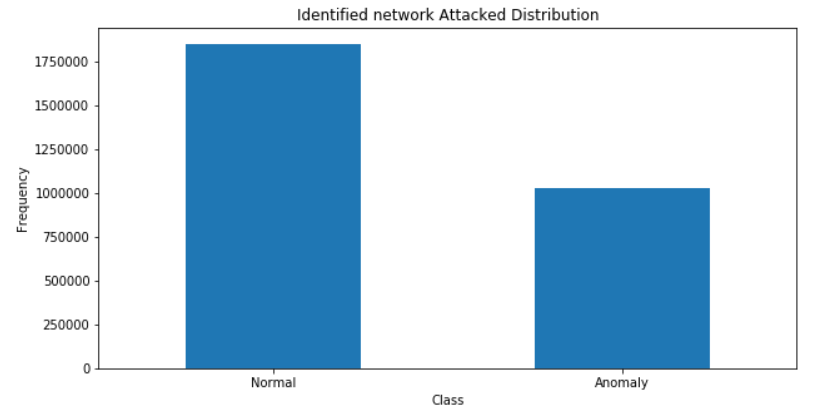 Identified network Attacked Distribution
1750000
1500000
1250000
1000000
750000
500000
250000
0
Frequency
Normal
Anomaly
Class